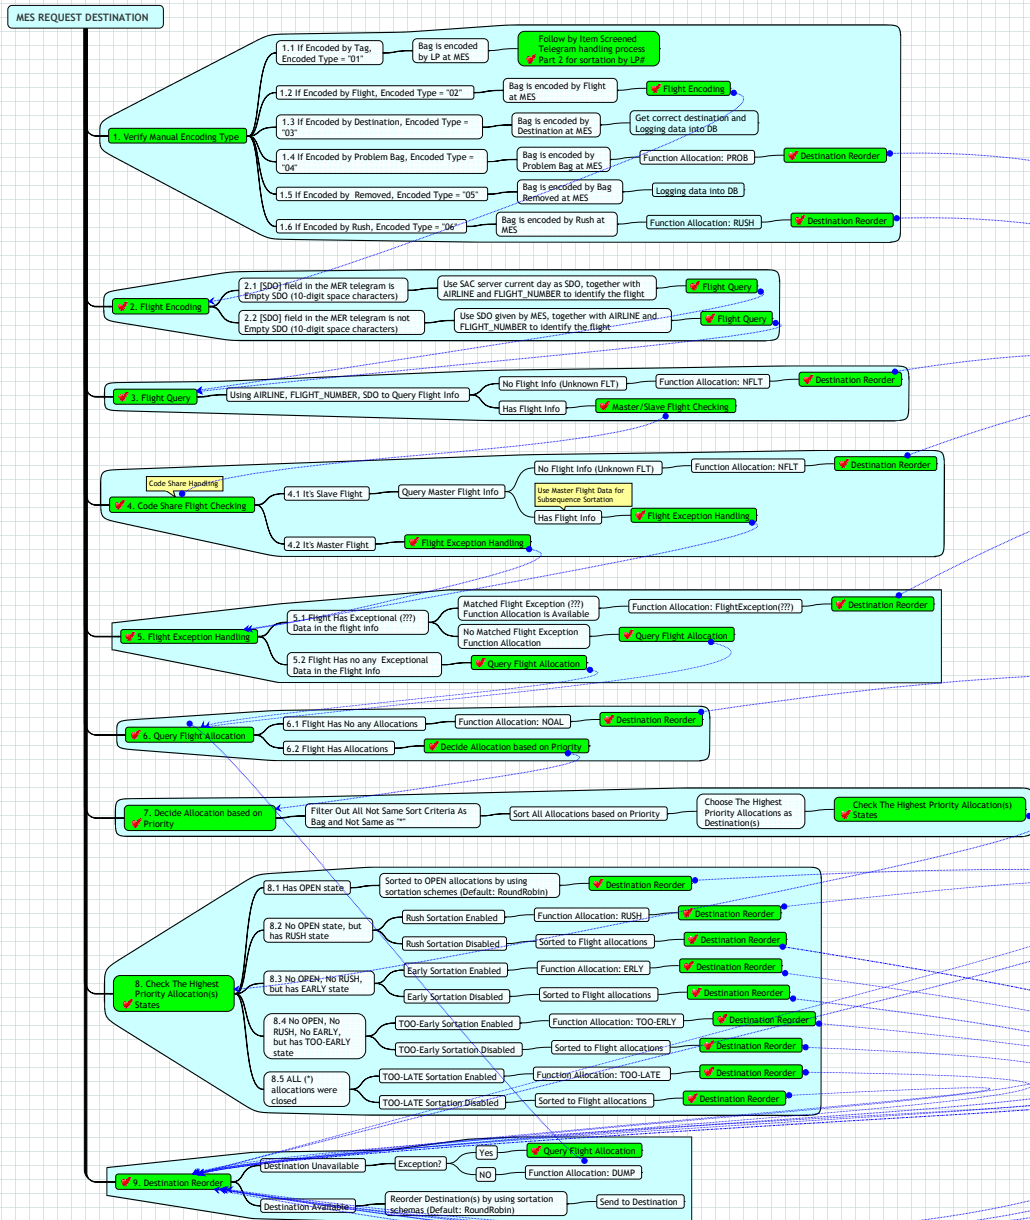 MES REQUEST DESTINATION
1. Verify Manual Encoding Type
1.1 If Encoded by Tag,
Encoded Type = "01"
Bag is encoded
by LP at MES
Follow by Item Screened
Telegram handling process
Part 2 for sortation by LP#
1.2 If Encoded by Flight, Encoded Type = "02"
Bag is encoded by Flight
at MES
Flight Encoding
1.3 If Encoded by Destination, Encoded Type =
"03"
Bag is encoded by
Destination at MES
Get correct destination and
Logging data into DB
1.4 If Encoded by Problem Bag, Encoded Type =
"04"
Bag is encoded by
Problem Bag at MES
Function Allocation: PROB
Destination Reorder
1.5 If Encoded by  Removed, Encoded Type = "05"
Bag is encoded by Bag
Removed at MES
Logging data into DB
1.6 If Encoded by Rush, Encoded Type = "06"
Bag is encoded by Rush at
MES
Function Allocation: RUSH
Destination Reorder
2. Flight Encoding
2.1 [SDO] field in the MER telegram is
Empty SDO (10-digit space characters)
Use SAC server current day as SDO, together with
AIRLINE and FLIGHT_NUMBER to identify the flight
Flight Query
2.2 [SDO] field in the MER telegram is not
Empty SDO (10-digit space characters)
Use SDO given by MES, together with AIRLINE and
FLIGHT_NUMBER to identify the flight
Flight Query
3. Flight Query
Using AIRLINE, FLIGHT_NUMBER, SDO to Query Flight Info
No Flight Info (Unknown FLT)
Function Allocation: NFLT
Destination Reorder
Has Flight Info
Master/Slave Flight Checking
Code Share Handling
4. Code Share Flight Checking
4.1 It's Slave Flight
Query Master Flight Info
No Flight Info (Unknown FLT)
Function Allocation: NFLT
Destination Reorder
Use Master Flight Data for
Subsequence Sortation
Has Flight Info
Flight Exception Handling
4.2 It's Master Flight
Flight Exception Handling
5. Flight Exception Handling
5.1 Flight Has Exceptional (???)
Data in the flight info
Matched Flight Exception (???)
Function Allocation is Available
Function Allocation: FlightException(???)
Destination Reorder
No Matched Flight Exception
Function Allocation
Query Flight Allocation
5.2 Flight Has no any  Exceptional
Data in the Flight Info
Query Flight Allocation
6. Query Flight Allocation
6.1 Flight Has No any Allocations
Function Allocation: NOAL
Destination Reorder
6.2 Flight Has Allocations
Decide Allocation based on Priority
7. Decide Allocation based on
Priority
Filter Out All Not Same Sort Criteria As
Bag and Not Same as "*"
Sort All Allocations based on Priority
Choose The Highest
Priority Allocations as
Destination(s)
Check The Highest Priority Allocation(s)
States
8. Check The Highest
Priority Allocation(s)
States
8.1 Has OPEN state
Sorted to OPEN allocations by using
sortation schemes (Default: RoundRobin)
Destination Reorder
8.2 No OPEN state, but
has RUSH state
Rush Sortation Enabled
Function Allocation: RUSH
Destination Reorder
Rush Sortation Disabled
Sorted to Flight allocations
Destination Reorder
8.3 No OPEN, No RUSH,
but has EARLY state
Early Sortation Enabled
Function Allocation: ERLY
Destination Reorder
Early Sortation Disabled
Sorted to Flight allocations
Destination Reorder
8.4 No OPEN, No
RUSH, No EARLY,
but has TOO-EARLY
state
TOO-Early Sortation Enabled
Function Allocation: TOO-ERLY
Destination Reorder
TOO-Early Sortation Disabled
Sorted to Flight allocations
Destination Reorder
8.5 ALL (*)
allocations were
closed
TOO-LATE Sortation Enabled
Function Allocation: TOO-LATE
Destination Reorder
TOO-LATE Sortation Disabled
Sorted to Flight allocations
Destination Reorder
9. Destination Reorder
Destination Unavailable
Exception?
Yes
Query Flight Allocation
NO
Function Allocation: DUMP
Destination Available
Reorder Destination(s) by using sortation
schemas (Default: RoundRobin)
Send to Destination